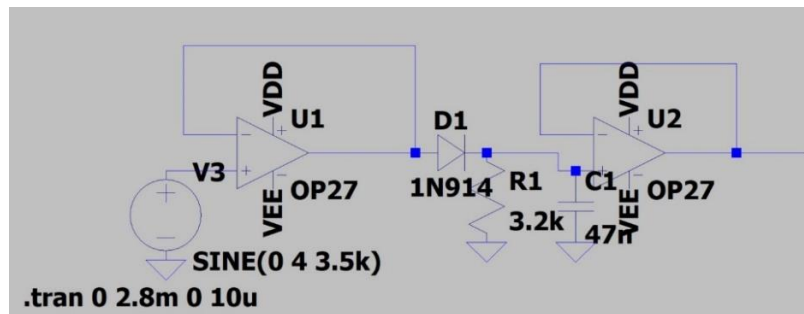 VDD
U1
V3
OP27
VEE
SINE(0 4 3.5k)
.tran 0 2.8m 0 10u
D1
1N914
R1
3.2k
C1
47n
VDD
U2
OP27
VEE